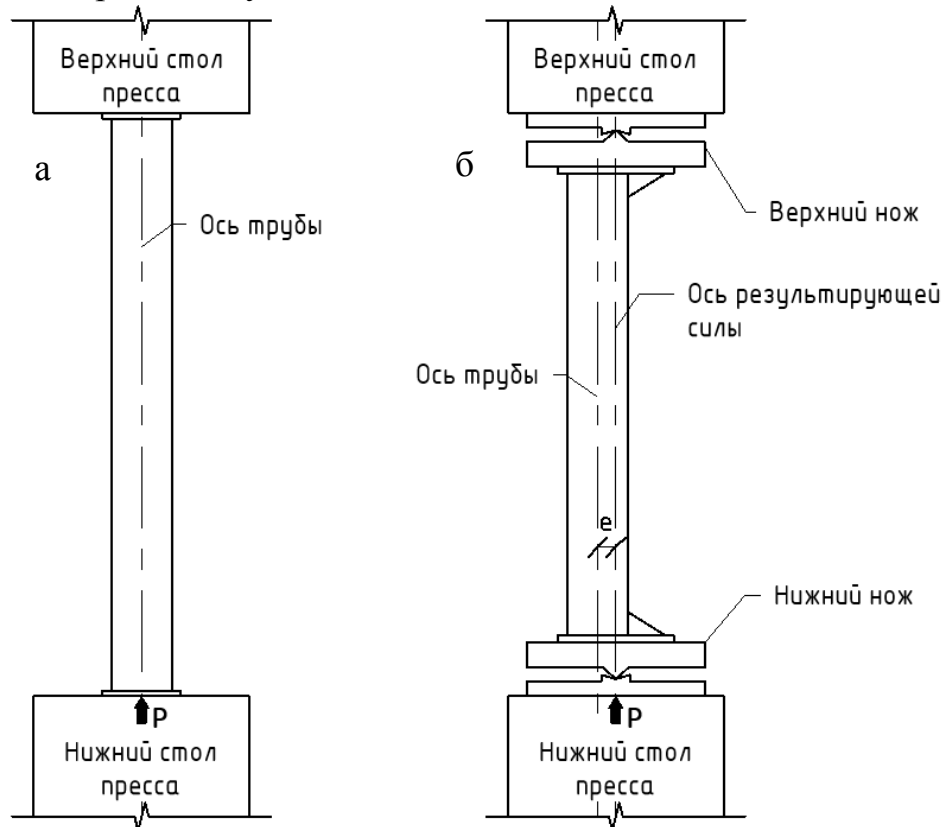 Верхний стол
пресса
а
Ось трубы
P
Нижний стол
пресса
Верхний стол
пресса
б
Верхний нож
Ось результирующей
силы
Ось трубы
e
Нижний нож
P
Нижний стол
пресса